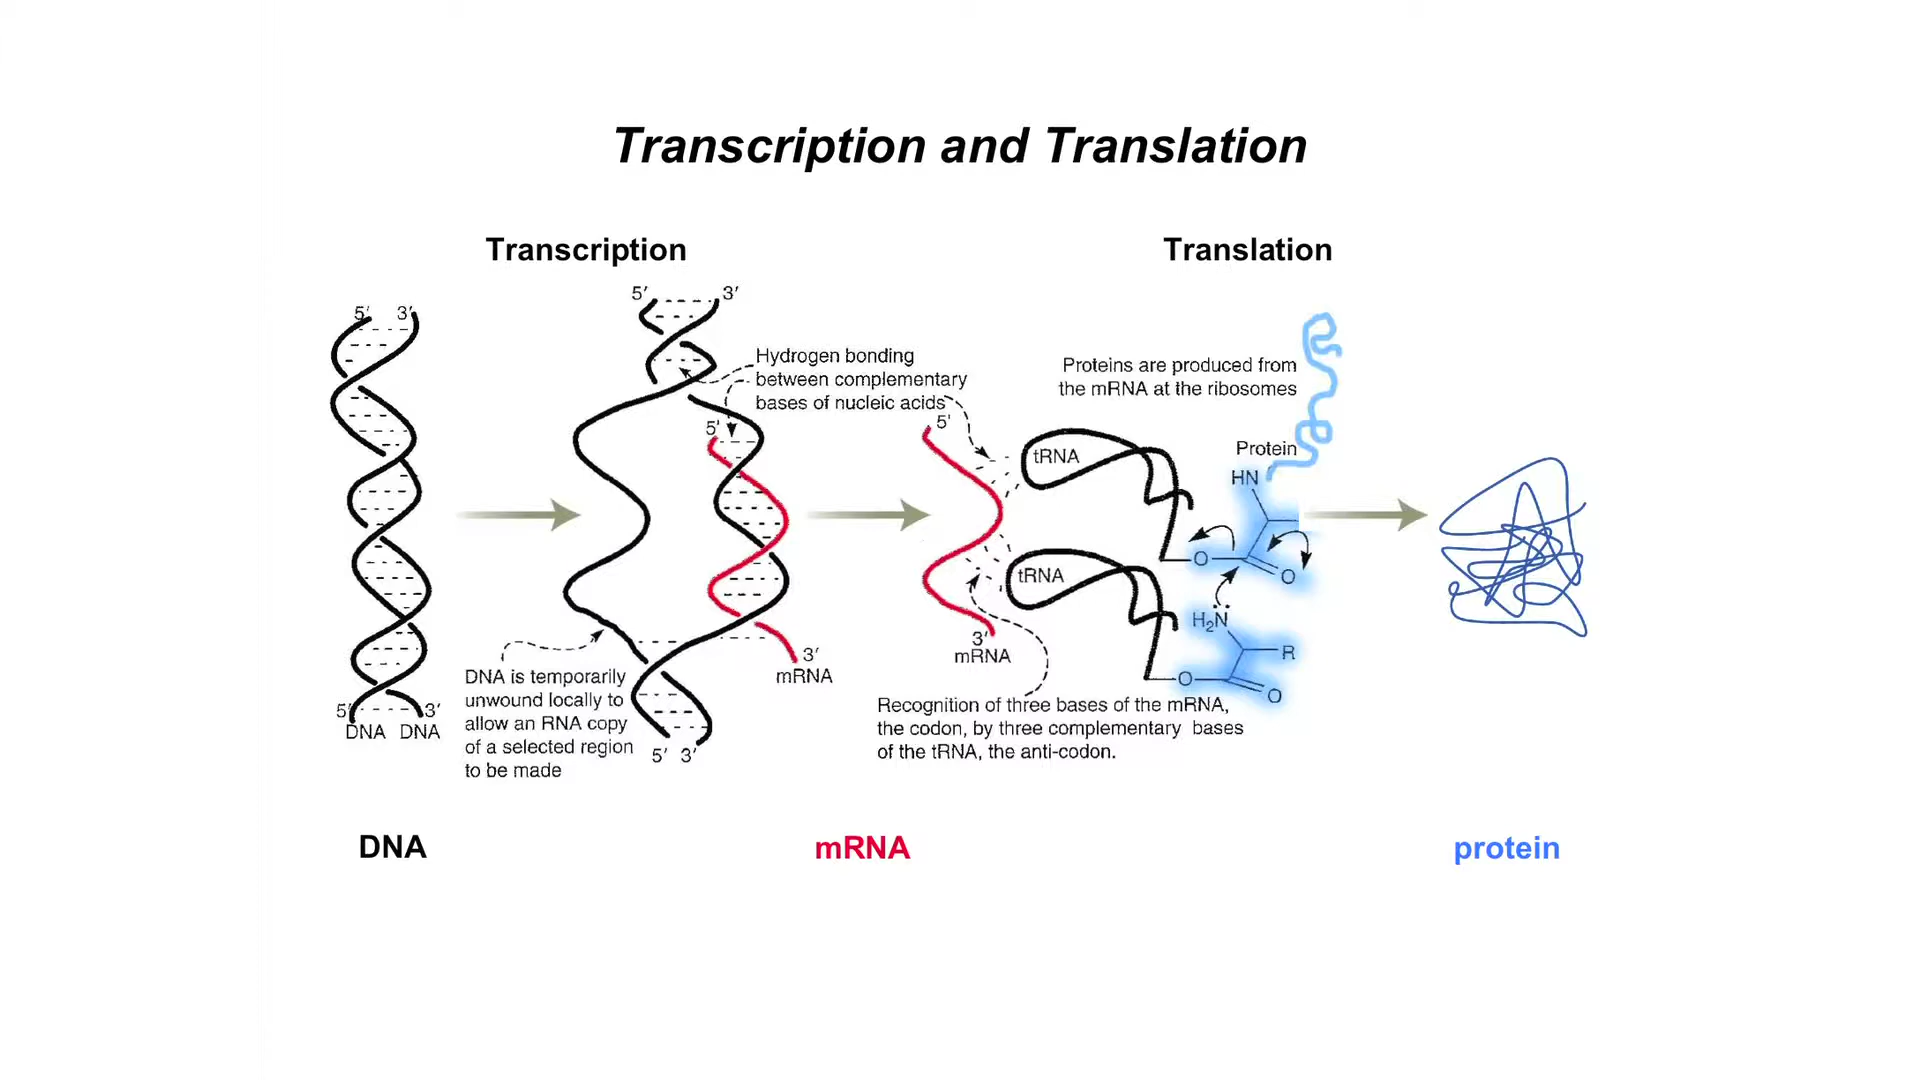 Transcription and Translation
Transcription
Translation
5′ 3′
5′ 3′
Hydrogen bonding
between complementary
bases of nucleic acids
5′
5′
Proteins are produced from
the mRNA at the ribosomes
tRNA
Protein
HN
O
O
tRNA
H₂N̈
R
O
O
3′
mRNA
3′
mRNA
DNA is temporarily
unwound locally to
allow an RNA copy
of a selected region
to be made
5′ 3′
DNA DNA
5′ 3′
Recognition of three bases of the mRNA,
the codon, by three complementary bases
of the tRNA, the anti-codon.
DNA
mRNA
protein